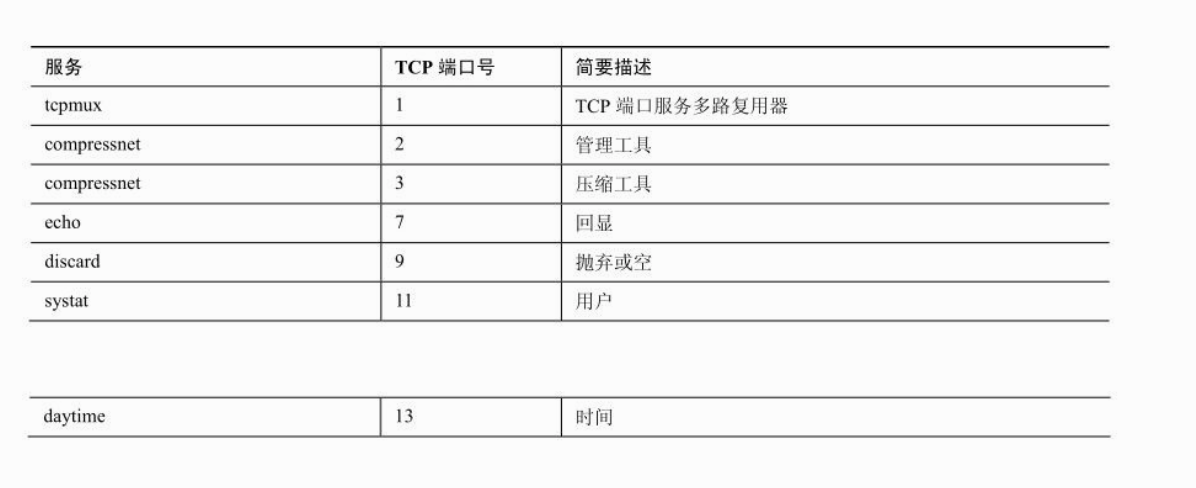 服务 TCP 端口号 简要描述
tcpmux 1 TCP 端口服务多路复用器
compressnet 2 管理工具
compressnet 3 压缩工具
echo 7 回显
discard 9 抛弃或空
systat 11 用户
daytime 13 时间